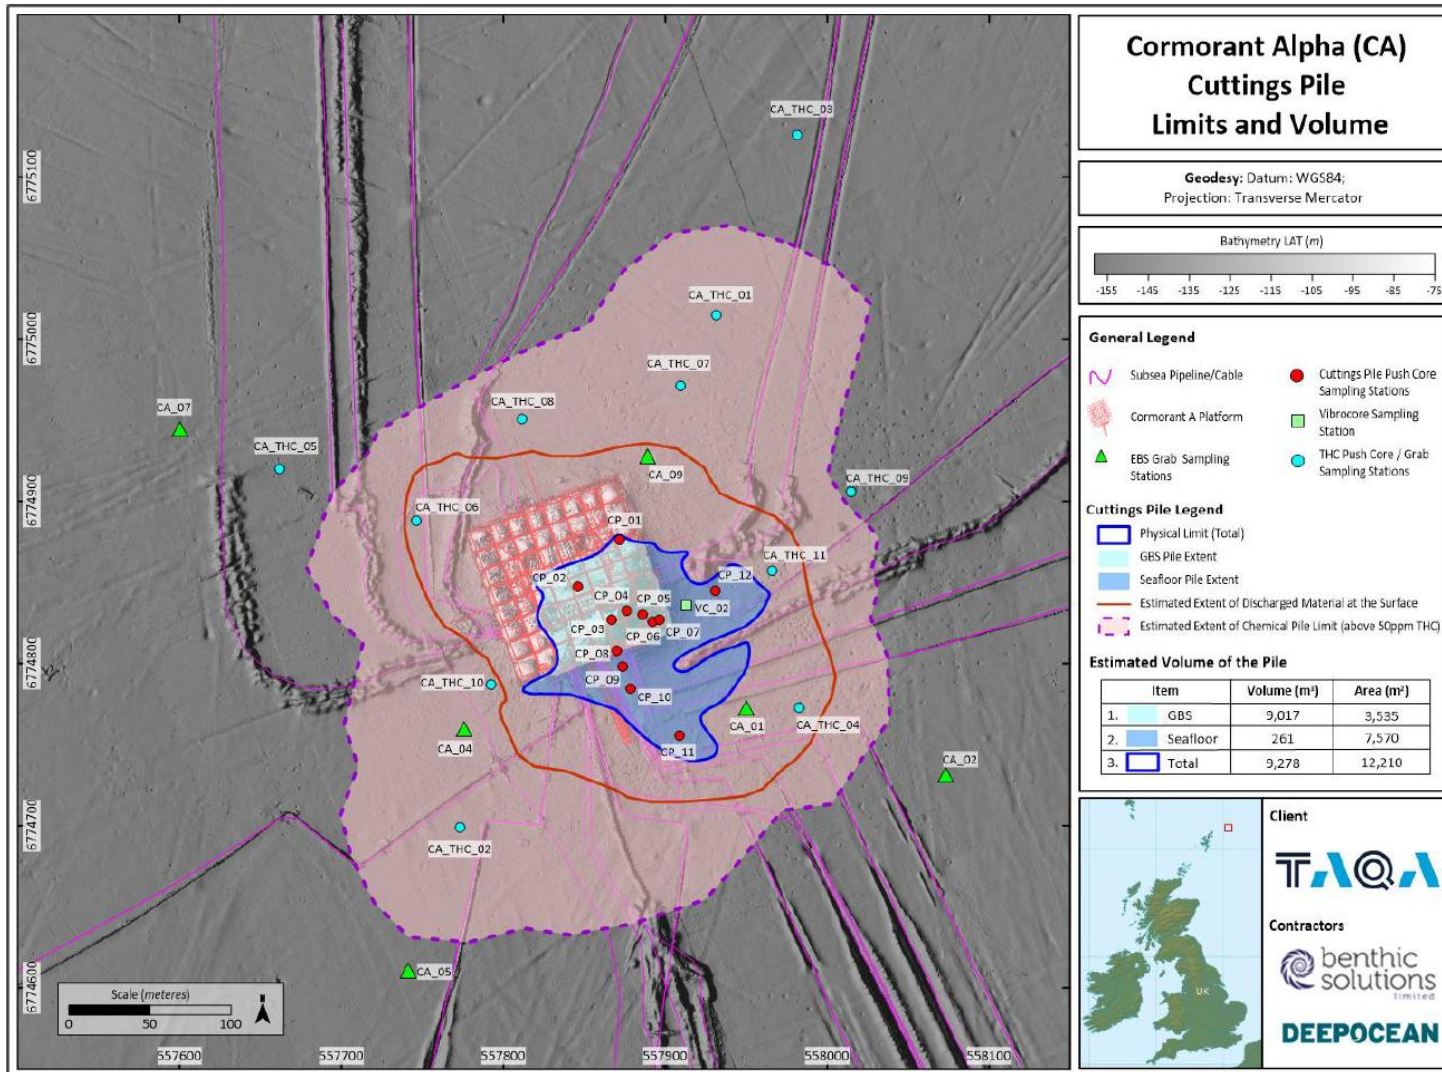 Cormorant Alpha (CA)
Cuttings Pile
Limits and Volume
Geodesy: Datum: WGS84;
Projection: Transverse Mercator
Bathymetry LAT (m)
-155 -145 -135 -125 -115 -105 -95 -85 -75
General Legend
Subsea Pipeline/Cable
Cormorant A Platform
EBS Grab Sampling
Stations
Cuttings Pile Push Core
Sampling Stations
Vibrocore Sampling
Station
THC Push Core / Grab
Sampling Stations
Cuttings Pile Legend
Physical Limit (Total)
GBS Pile Extent
Seafloor Pile Extent
Estimated Extent of Discharged Material at the Surface
Estimated Extent of Chemical Pile Limit (above 50ppm THC)
Estimated Volume of the Pile
Item Volume (m³) Area (m²)
1. GBS 9,017 3,535
2. Seafloor 261 7,570
3. Total 9,278 12,210
UK
Client
TAQA
Contractors
benthic
solutions
limited
DEEPOCEAN
CA_THC_03
CA_THC_01
CA_THC_07
CA_THC_08
CA_07
CA_THC_05
CA_09
CA_THC_09
CA_THC_06
CP_01
CA_THC_11
CP_02
CP_12
CP_04
CP_05
VC_02
CP_03
CP_06
CP_07
CP_08
CP_09
CA_THC_10
CP_10
CA_01
CA_THC_04
CA_04
CP_11
CA_02
CA_THC_02
CA_05
6775100
6775000
6774900
6774800
6774700
6774600
Scale (meteres)
0 50 100
N
557600 557700 557800 557900 558000 558100